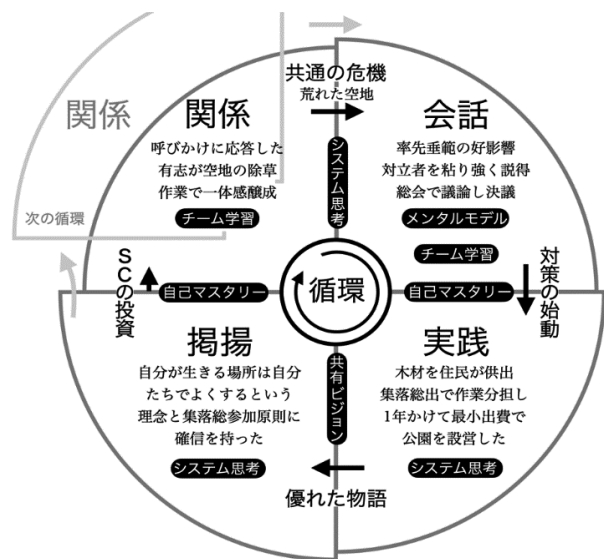 共通の危機
荒れた空地
関係
関係
呼びかけに応答した
有志が空地の除草
作業で一体感醸成
チーム学習
次の循環
システム思考
会話
率先垂範の好影響
対立者を粘り強く説得
総会で議論し決議
メンタルモデル
チーム学習
自己マスタリー
対策の始動
循環
SCの投資
自己マスタリー
掲揚
自分が生きる場所は自分
たちでよくするという
理念と集落総参加原則に
確信を持った
システム思考
共有ビジョン
実践
木材を住民が供出
集落総出で作業分担し
1年かけて最小出費で
公園を設営した
システム思考
優れた物語